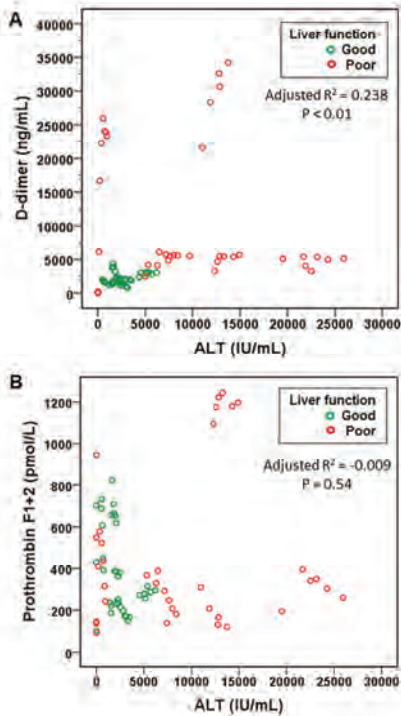 A
Liver function
Good
Poor
Adjusted R² = 0.238
P < 0.01
D-dimer (ng/mL)
40000
35000
30000
25000
20000
15000
10000
5000
0
0 5000 10000 15000 20000 25000 30000
ALT (IU/mL)
B
Liver function
Good
Poor
Adjusted R² = -0.009
P = 0.54
Prothrombin F1+2 (pmol/L)
1200
1000
800
600
400
200
0
0 5000 10000 15000 20000 25000 30000
ALT (IU/mL)